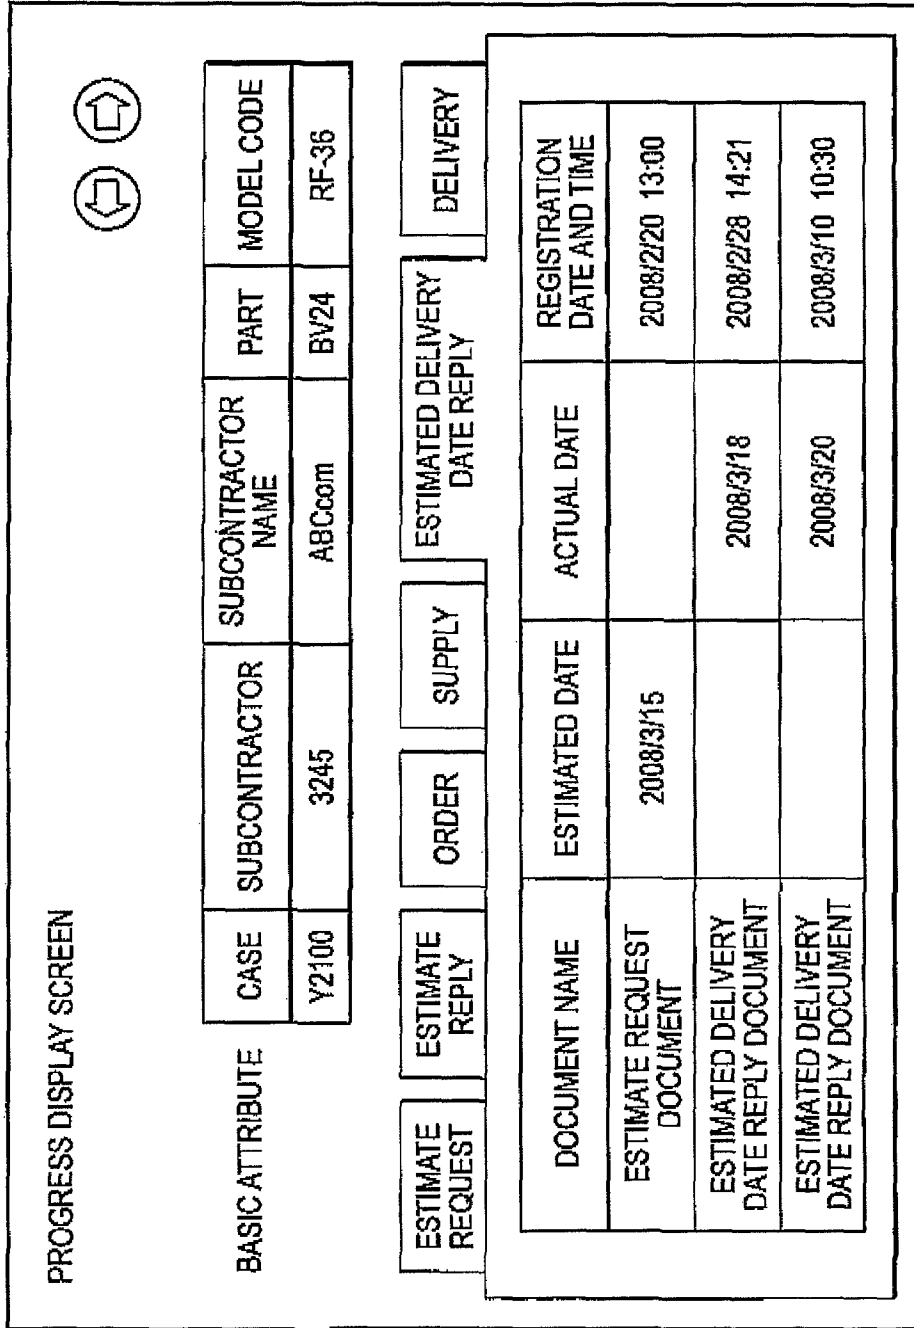 PROGRESS DISPLAY SCREEN
BASIC ATTRIBUTE
CASE SUBCONTRACTOR SUBCONTRACTOR NAME PART MODEL CODE
Y2100 3245 ABCcom BV24 RF-36
ESTIMATE REQUEST
ESTIMATE REPLY
ORDER
SUPPLY
ESTIMATED DELIVERY DATE REPLY
DELIVERY
DOCUMENT NAME ESTIMATED DATE ACTUAL DATE REGISTRATION DATE AND TIME
ESTIMATE REQUEST DOCUMENT 2008/3/15 2008/2/20 13:00
ESTIMATED DELIVERY DATE REPLY DOCUMENT 2008/3/18 2008/2/28 14:21
ESTIMATED DELIVERY DATE REPLY DOCUMENT 2008/3/20 2008/3/10 10:30